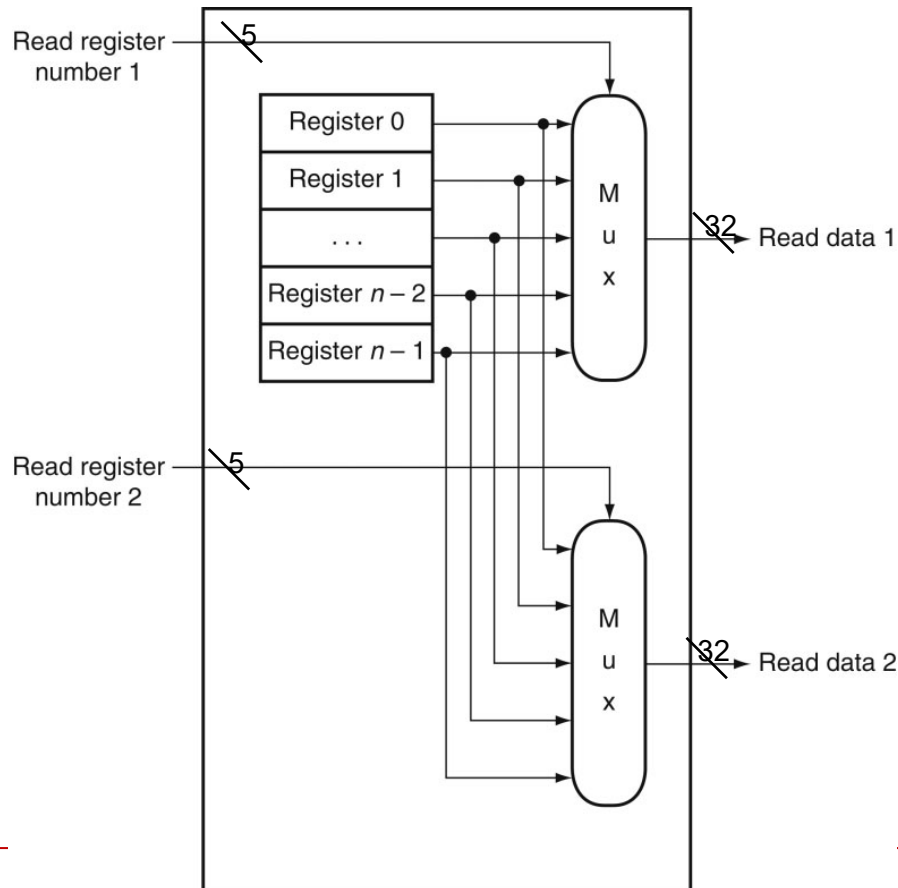 Read register
number 1
5
Register 0
Register 1
. . .
Register n – 2
Register n – 1
M
u
x
32
Read data 1
Read register
number 2
5
M
u
x
32
Read data 2